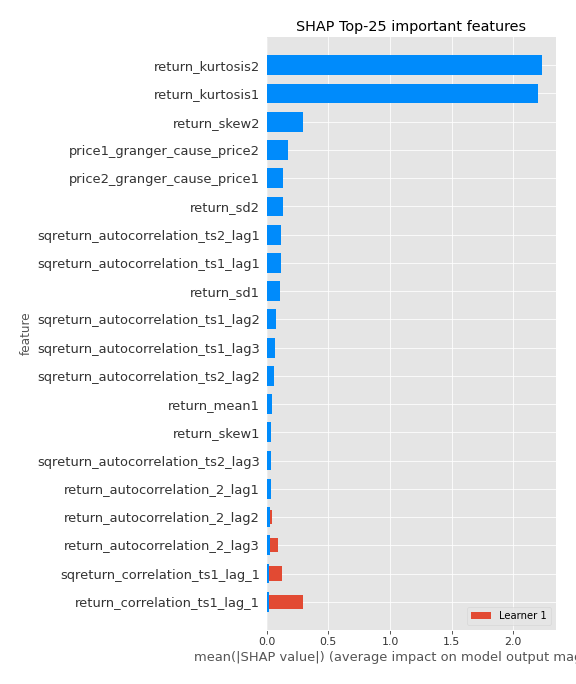 SHAP Top-25 important features
return_kurtosis2
return_kurtosis1
return_skew2
price1_granger_cause_price2
price2_granger_cause_price1
return_sd2
sqreturn_autocorrelation_ts2_lag1
sqreturn_autocorrelation_ts1_lag1
return_sd1
sqreturn_autocorrelation_ts1_lag2
sqreturn_autocorrelation_ts1_lag3
sqreturn_autocorrelation_ts2_lag2
return_mean1
return_skew1
sqreturn_autocorrelation_ts2_lag3
return_autocorrelation_2_lag1
return_autocorrelation_2_lag2
return_autocorrelation_2_lag3
sqreturn_correlation_ts1_lag_1
return_correlation_ts1_lag_1
feature
Learner 1
0.0 0.5 1.0 1.5 2.0
mean(|SHAP value|) (average impact on model output mag